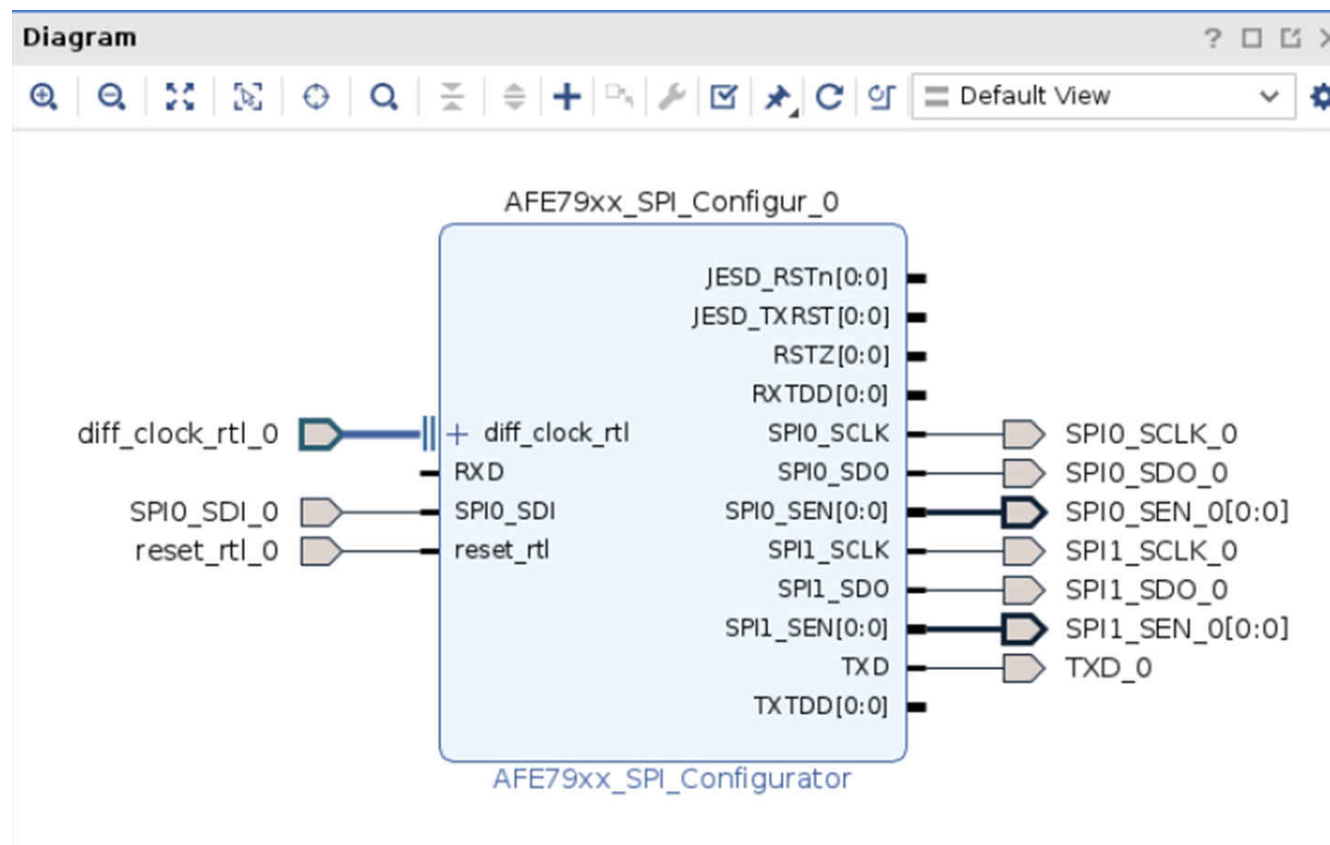 Diagram
Default View
AFE79xx_SPI_Configur_0
JESD_RSTn[0:0]
JESD_TXRST[0:0]
RSTZ[0:0]
RXTDD[0:0]
diff_clock_rtl_0 diff_clock_rtl SPI0_SCLK SPI0_SCLK_0
RXD SPI0_SDO SPI0_SDO_0
SPI0_SDI_0 SPI0_SDI SPI0_SEN[0:0] SPI0_SEN_0[0:0]
reset_rtl_0 reset_rtl SPI1_SCLK SPI1_SCLK_0
SPI1_SDO SPI1_SDO_0
SPI1_SEN[0:0] SPI1_SEN_0[0:0]
TXD TXD_0
TXTDD[0:0]
AFE79xx_SPI_Configurator